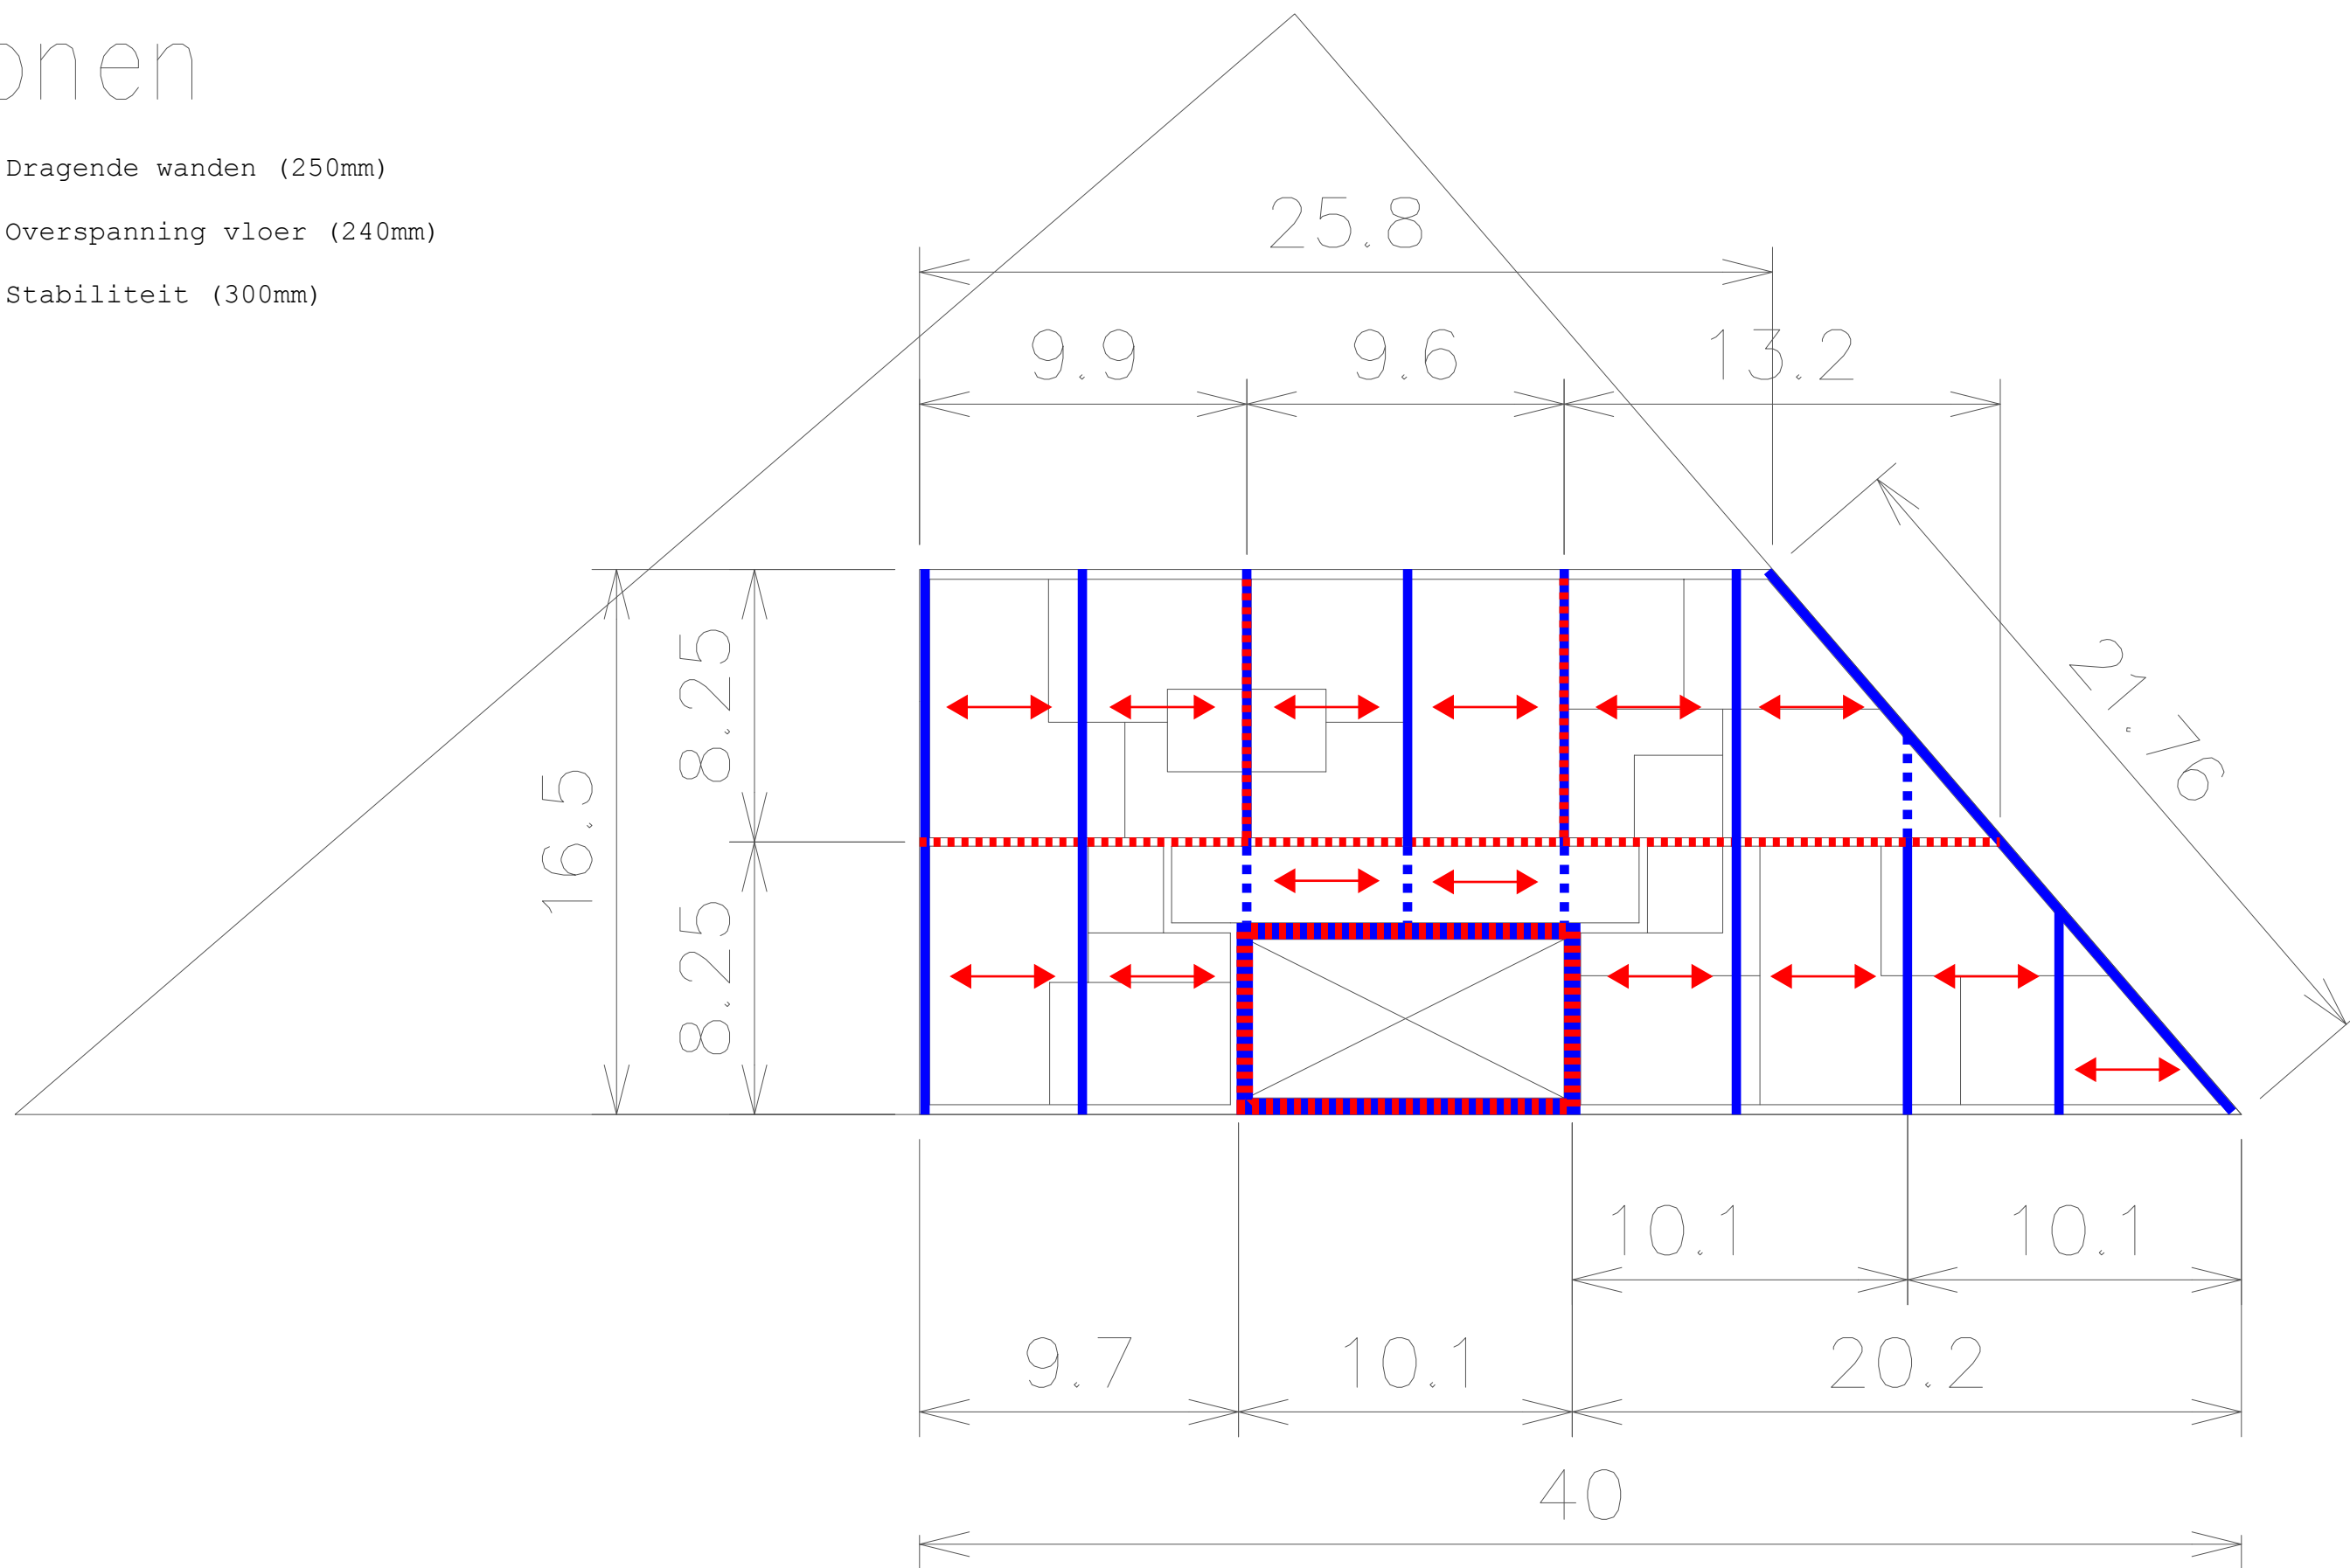 onen
Dragende wanden (250mm)
Overspanning vloer (240mm)
Stabiliteit (300mm)
25.8
9.9 9.6 13.2
21.76
8.25
16.5
8.25
10.1 10.1
9.7 10.1 20.2
40